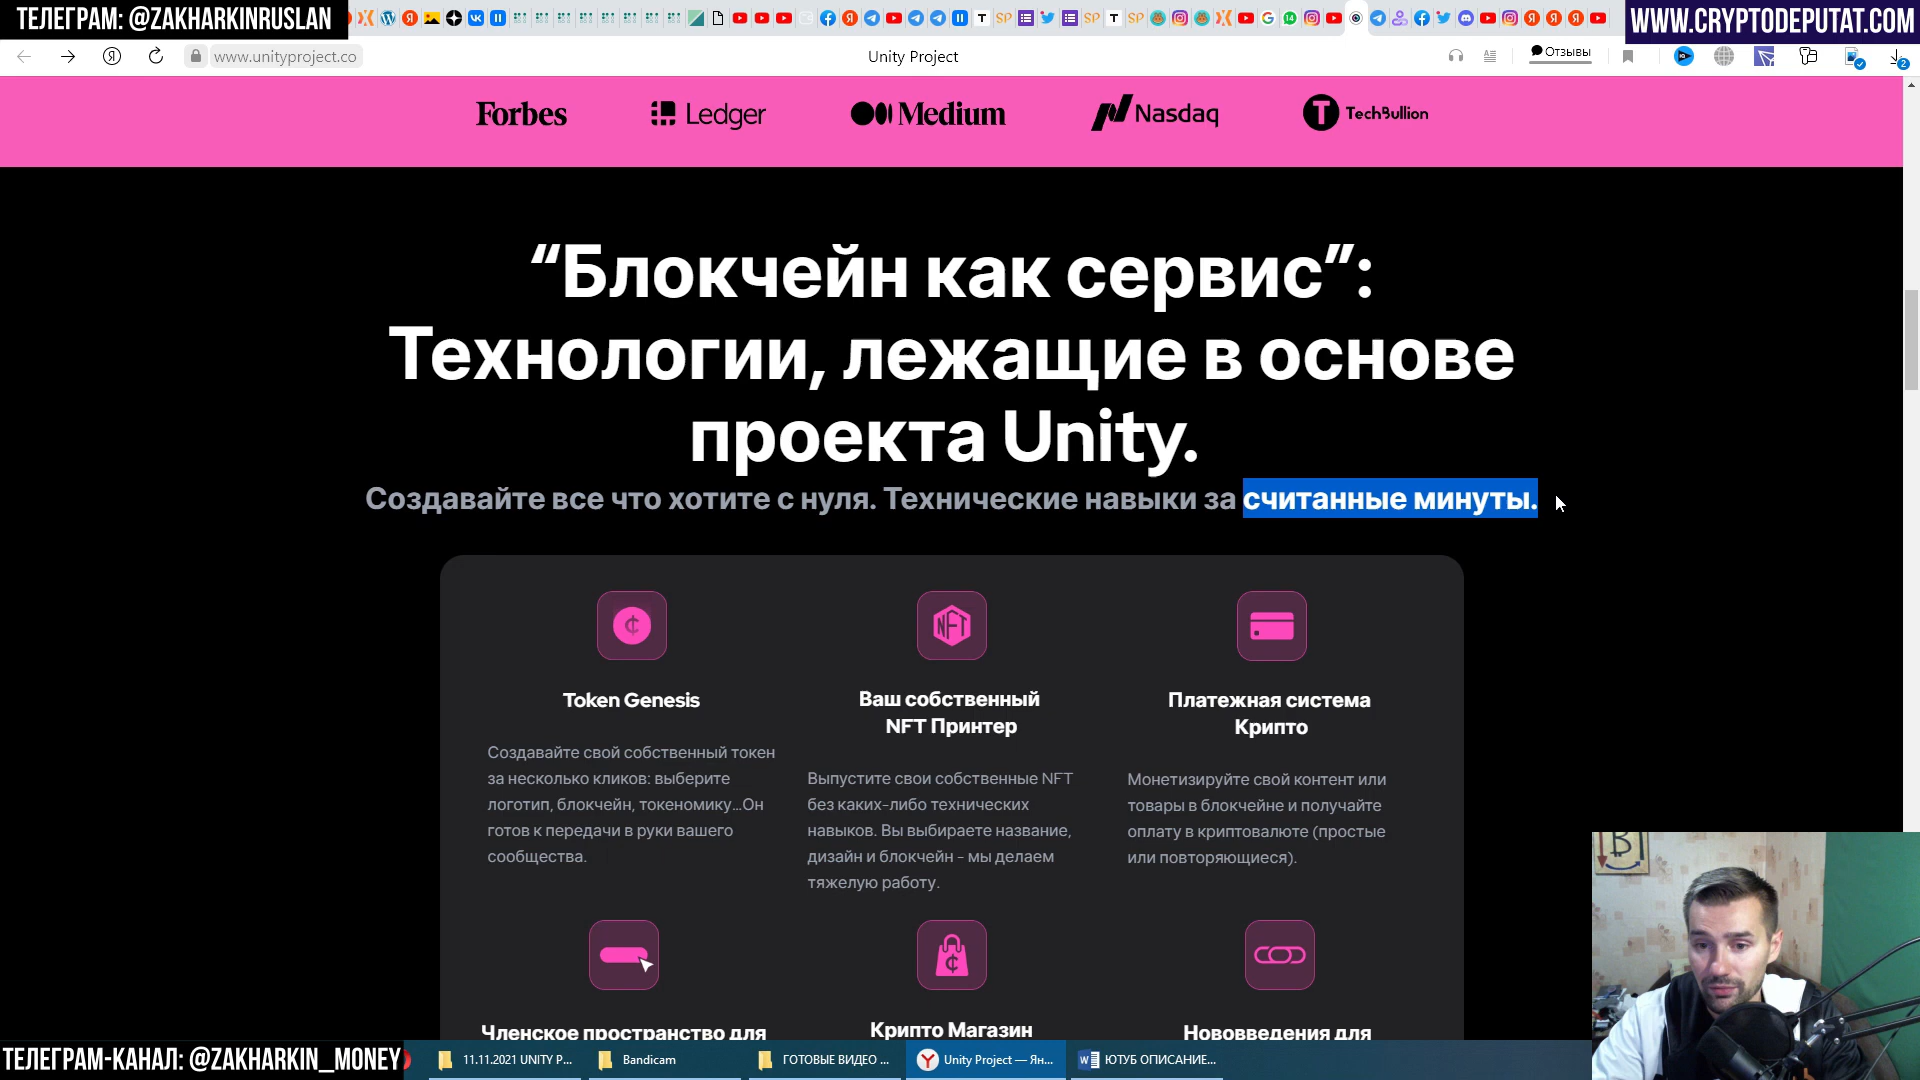 ТЕЛЕГРАМ: @ZAKHARKINRUSLAN
WWW.CRYPTODEPUTAT.COM
www.unityproject.co
Unity Project
Отзывы
Forbes
Ledger
Medium
Nasdaq
TechBullion
“Блокчейн как сервис”:
Технологии, лежащие в основе
проекта Unity.
Создавайте все что хотите с нуля. Технические навыки за считанные минуты.
NFT
Token Genesis
Создавайте свой собственный токен
за несколько кликов: выберите
логотип, блокчейн, токеномику...Он
готов к передачи в руки вашего
сообщества.
Ваш собственный
NFT Принтер
Выпустите свои собственные NFT
без каких-либо технических
навыков. Вы выбираете название,
дизайн и блокчейн - мы делаем
тяжелую работу.
Платежная система
Крипто
Монетизируйте свой контент или
товары в блокчейне и получайте
оплату в криптовалюте (простые
или повторяющиеся).
Членское пространство для
Крипто Магазин
Нововведения для
ТЕЛЕГРАМ-КАНАЛ: @ZAKHARKIN_MONEY
11.11.2021 UNITY P...
Bandicam
ГОТОВЫЕ ВИДЕО ...
Unity Project — Ян...
ЮТУБ ОПИСАНИЕ...